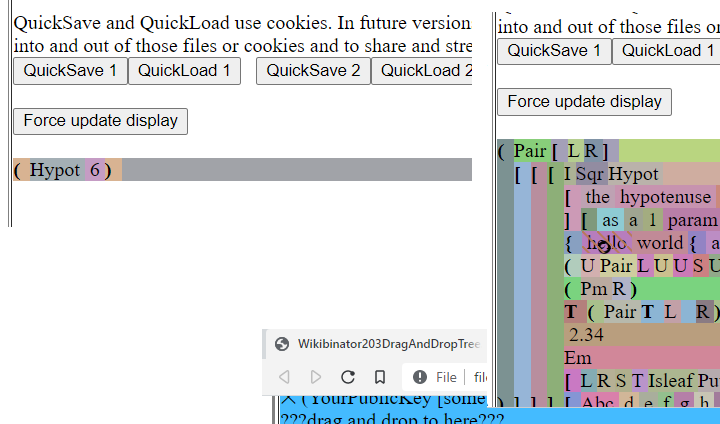 QuickSave and QuickLoad use cookies. In future version
into and out of those files or cookies and to share and stre
QuickSave 1 QuickLoad 1 QuickSave 2 QuickLoad 2
Force update display
( Hypot 6 )
into and out of those files or
QuickSave 1 QuickLoad 1
Force update display
( Pair [ L R ]
[ [ [ I Sqr Hypot
[ the hypotenuse
] [ as a 1 param
{ hello world { a
( U Pair L U U S U
( Pm R )
T ( Pair T L R )
2.34
Em
[ L R S T Isleaf Pu
) ] ] ] [ Abc d e f g h
Wikibinator203DragAndDropTree
File file
( YourPublicKey [some
???drag and drop to here???